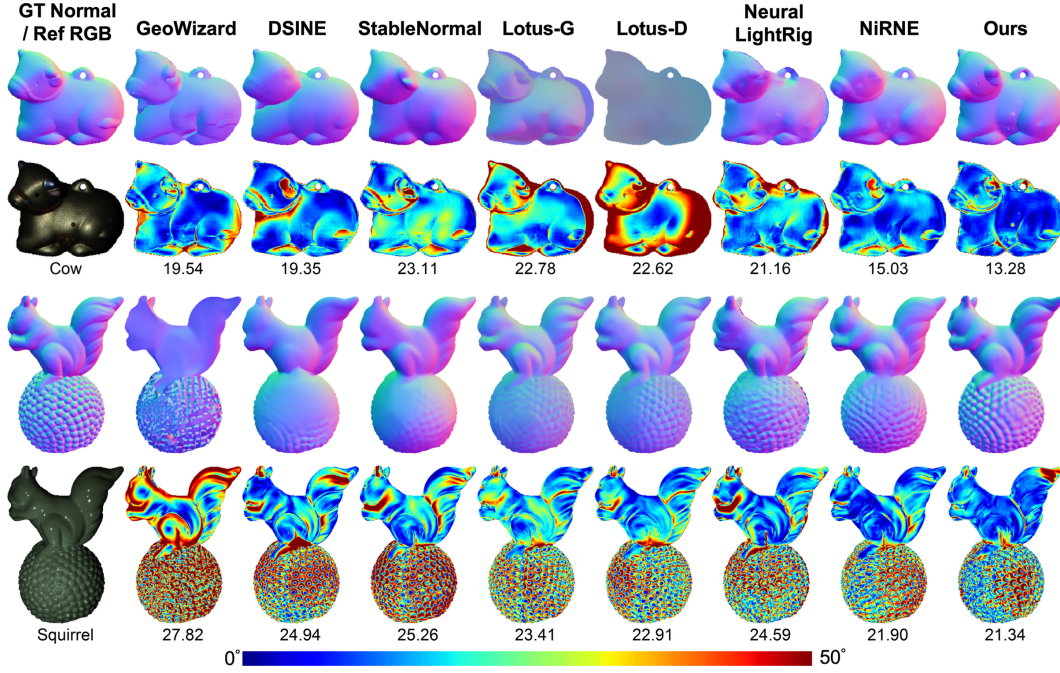 GT Normal
/ Ref RGB
GeoWizard
DSINE
StableNormal
Lotus-G
Lotus-D
Neural
LightRig
NiRNE
Ours
Cow
19.54
19.35
23.11
22.78
22.62
21.16
15.03
13.28
Squirrel
27.82
24.94
25.26
23.41
22.91
24.59
21.90
21.34
0°
50°